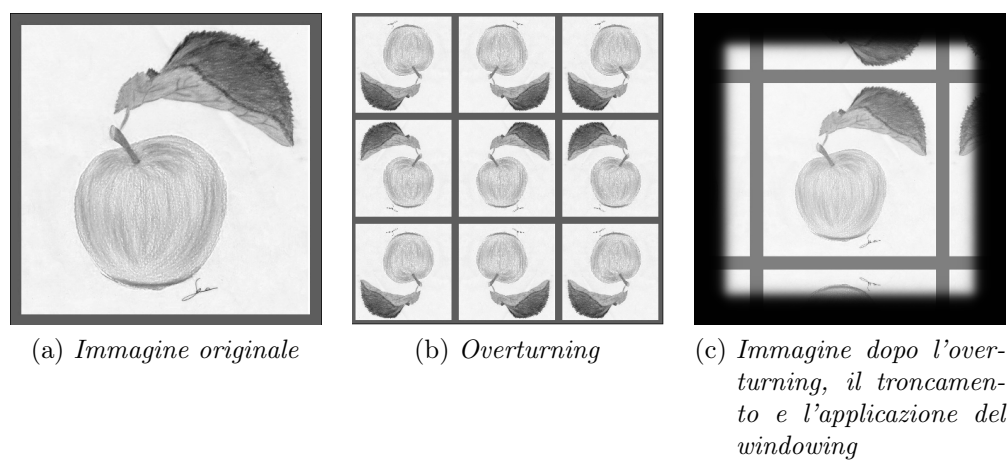 (a) Immagine originale
(b) Overturning
(c) Immagine dopo l'over-
turning, il troncamen-
to e l'applicazione del
windowing